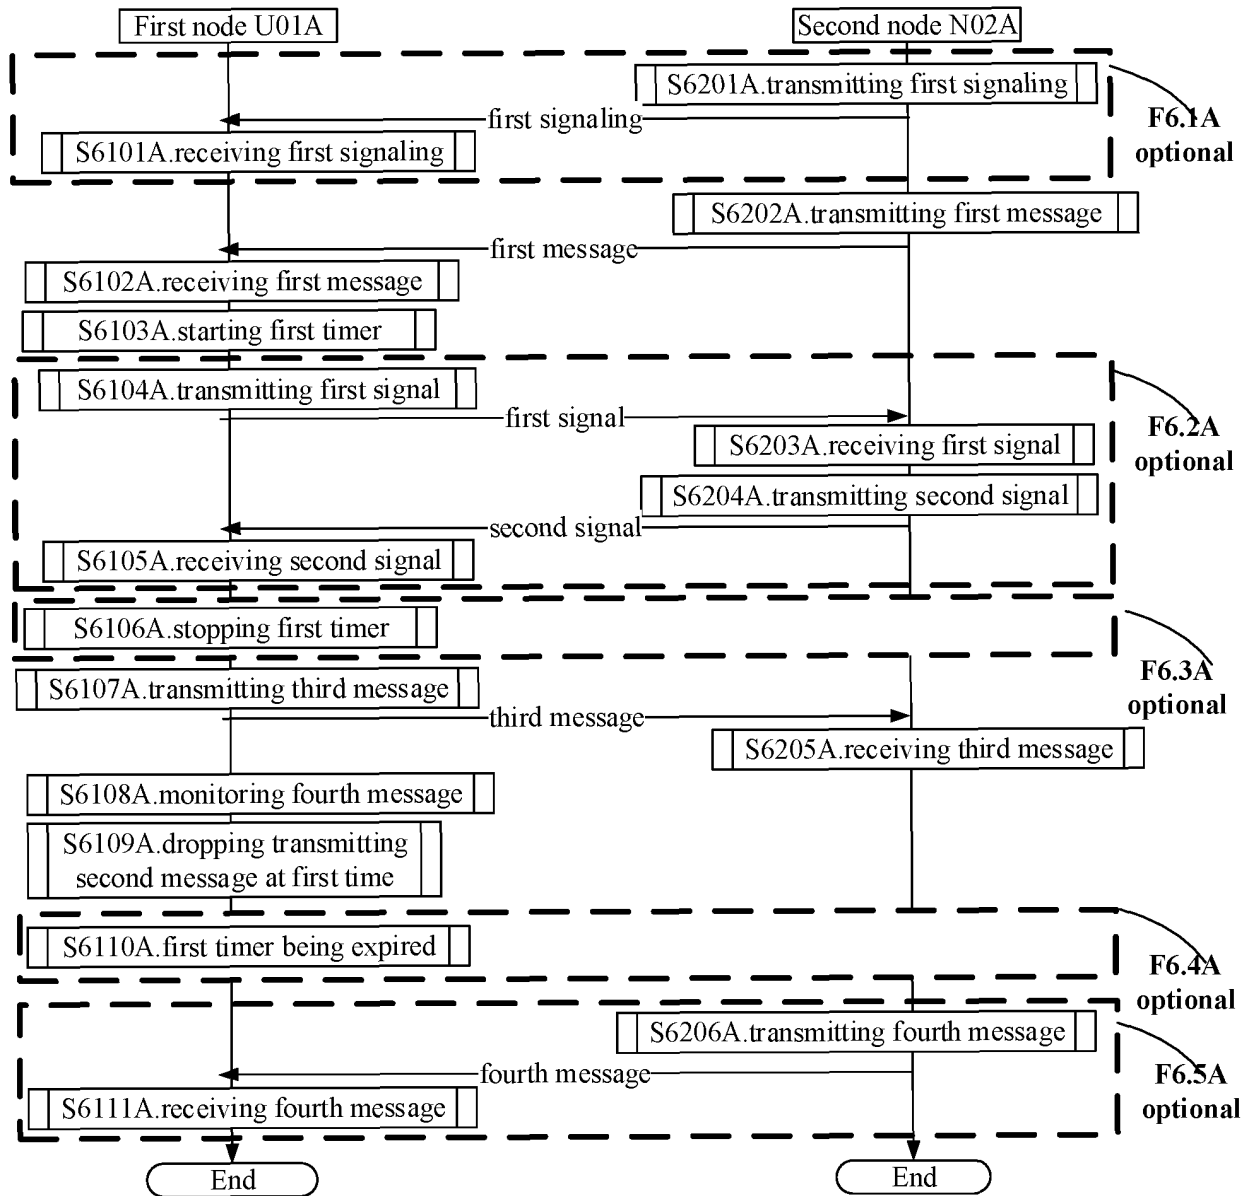 First node U01A
Second node N02A
S6201A.transmitting first signaling
first signaling
F6.1A
optional
S6101A.receiving first signaling
S6202A.transmitting first message
first message
S6102A.receiving first message
S6103A.starting first timer
S6104A.transmitting first signal
first signal
F6.2A
optional
S6203A.receiving first signal
S6204A.transmitting second signal
second signal
S6105A.receiving second signal
S6106A.stopping first timer
F6.3A
optional
S6107A.transmitting third message
third message
S6205A.receiving third message
S6108A.monitoring fourth message
S6109A.dropping transmitting
second message at first time
S6110A.first timer being expired
F6.4A
optional
S6206A.transmitting fourth message
fourth message
F6.5A
optional
S6111A.receiving fourth message
End
End